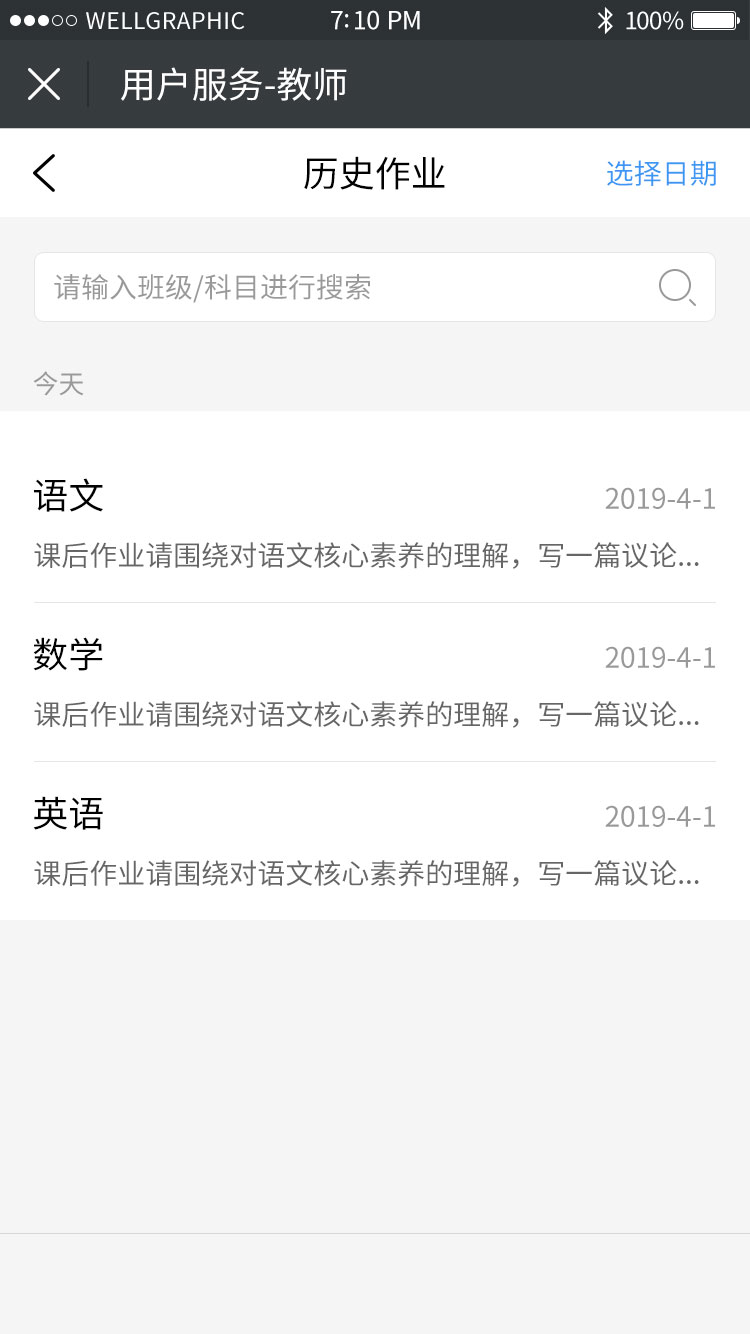 WELLGRAPHIC 7:10 PM 100%
用户服务-教师
历史作业 选择日期
请输入班级/科目进行搜索
今天
语文 2019-4-1
课后作业请围绕对语文核心素养的理解，写一篇议论...
数学 2019-4-1
课后作业请围绕对语文核心素养的理解，写一篇议论...
英语 2019-4-1
课后作业请围绕对语文核心素养的理解，写一篇议论...